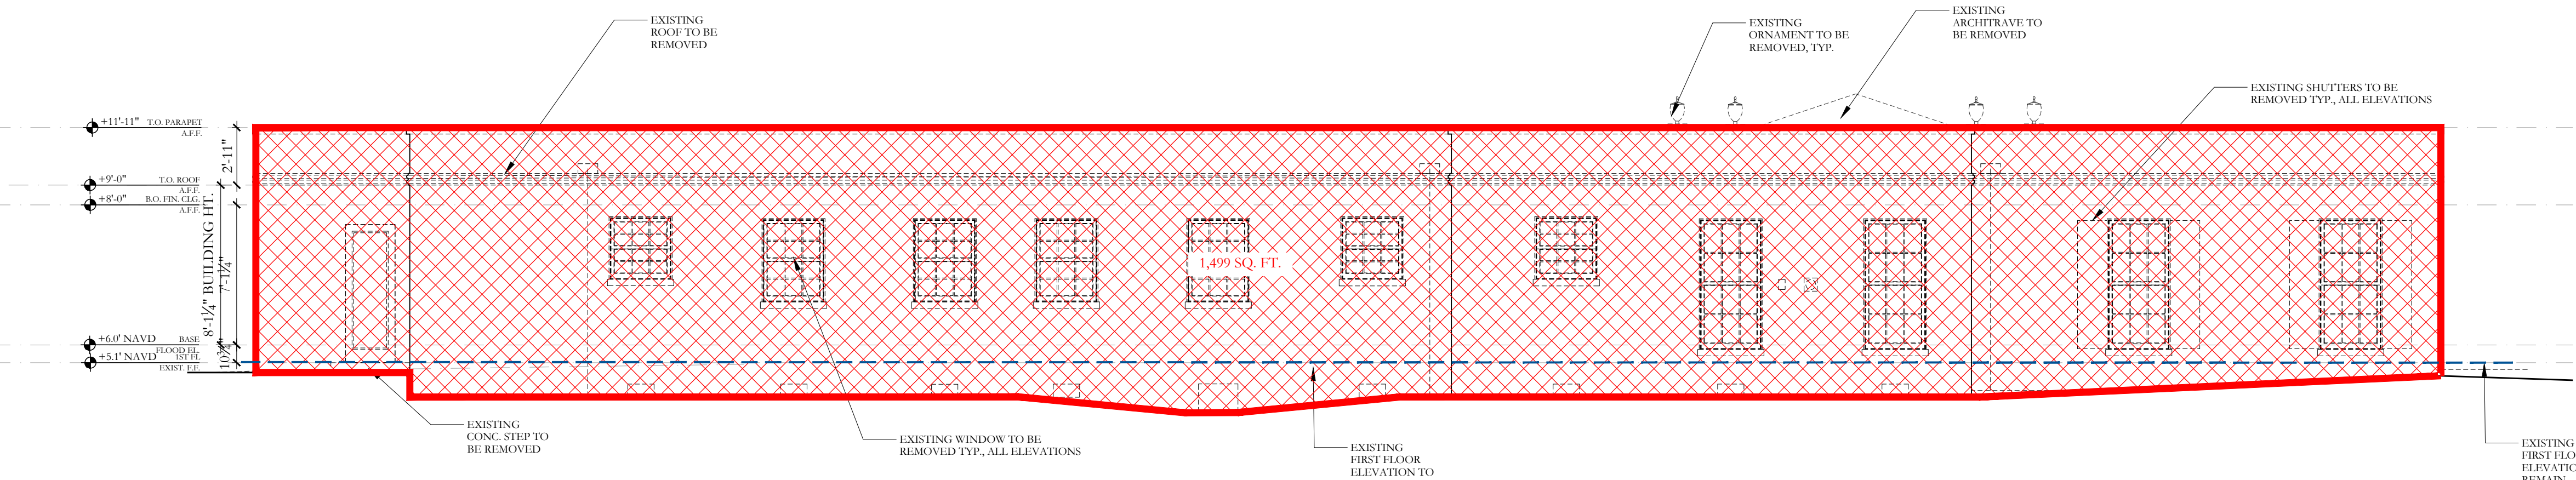 EXISTING
ROOF TO BE
REMOVED
EXISTING
ORNAMENT TO BE
REMOVED, TYP.
EXISTING
ARCHITRAVE TO
BE REMOVED
EXISTING SHUTTERS TO BE
REMOVED TYP., ALL ELEVATIONS
+11'-11" T.O. PARAPET
A.F.F.
2'-11"
+9'-0" T.O. ROOF
A.F.F.
+8'-0" B.O. FIN. CLG.
A.F.F.
8'-1¼" BUILDING HT.
7'-1¼"
1,499 SQ. FT.
+6.0' NAVD BASE
FLOOD EL.
+5.1' NAVD 1ST FL
EXIST. F.F.
10¾"
EXISTING
CONC. STEP TO
BE REMOVED
EXISTING WINDOW TO BE
REMOVED TYP., ALL ELEVATIONS
EXISTING
FIRST FLOOR
ELEVATION TO
EXISTING
FIRST FLO
ELEVATIO
REMAIN